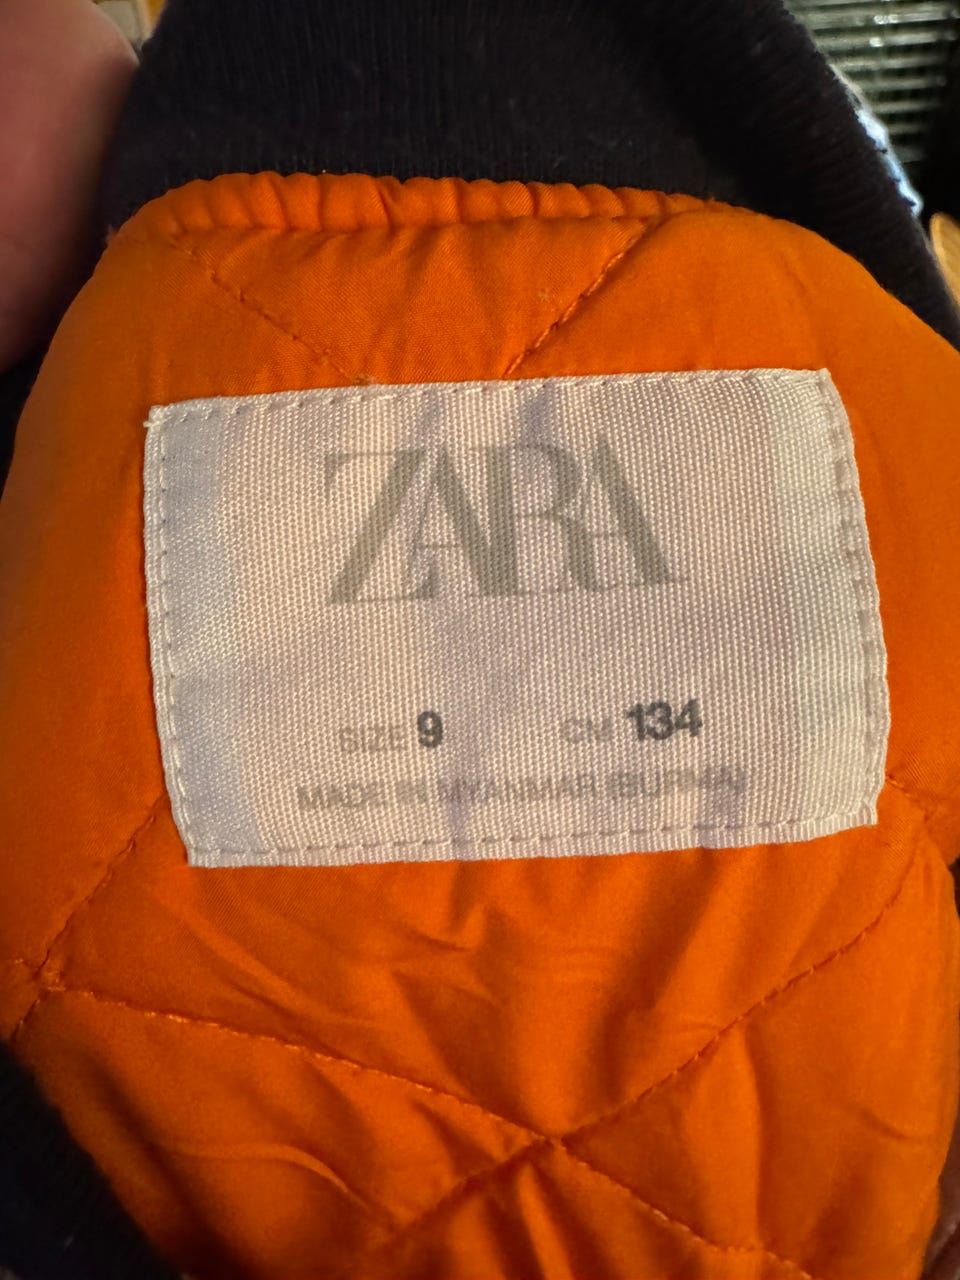 ZARA
SIZE 9 CM 134
MADE IN MYANMAR (BURMA)